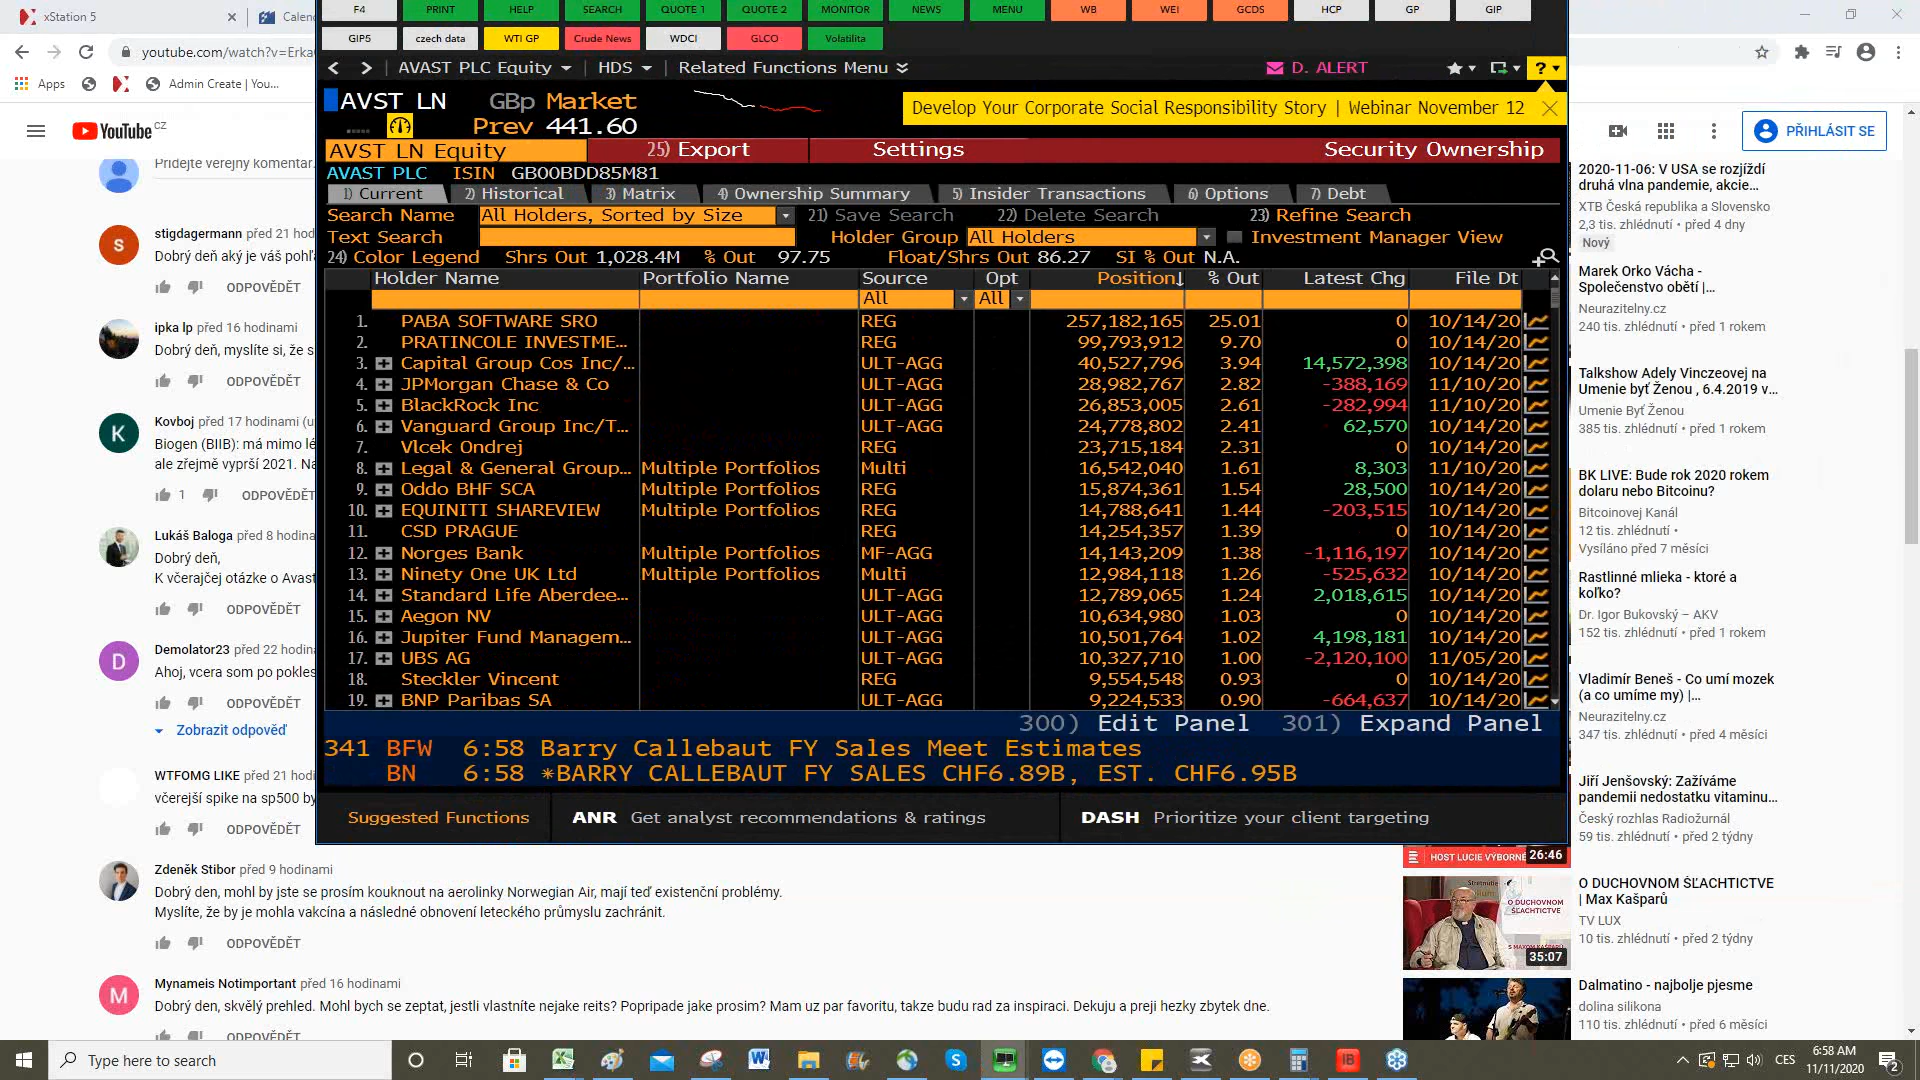 xStation 5
Calend
F4 PRINT HELP SEARCH QUOTE 1 QUOTE 2 MONITOR NEWS MENU WB WEI GCDS HCP GP GIP
GIP5 czech data WTI GP Crude News WDCI GLCO Volatilita
youtube.com/watch?v=Erka
Apps Admin Create | You...
AVAST PLC Equity HDS Related Functions Menu D. ALERT ?
AVST LN GBp Market
Prev 441.60
Develop Your Corporate Social Responsibility Story | Webinar November 12
AVST LN Equity 25) Export Settings Security Ownership
AVAST PLC ISIN GB00BDD85M81
1) Current 2) Historical 3) Matrix 4) Ownership Summary 5) Insider Transactions 6) Options 7) Debt
Search Name All Holders, Sorted by Size 21) Save Search 22) Delete Search 23) Refine Search
Text Search Holder Group All Holders Investment Manager View
24) Color Legend Shrs Out 1,028.4M % Out 97.75 Float/Shrs Out 86.27 SI % Out N.A.
Holder Name Portfolio Name Source Opt Position↓ % Out Latest Chg File Dt
All All
1. PABA SOFTWARE SRO REG 257,182,165 25.01 0 10/14/20
2. PRATINCOLE INVESTME... REG 99,793,912 9.70 0 10/14/20
3. Capital Group Cos Inc/... ULT-AGG 40,527,796 3.94 14,572,398 10/14/20
4. JPMorgan Chase & Co ULT-AGG 28,982,767 2.82 -388,169 11/10/20
5. BlackRock Inc ULT-AGG 26,853,005 2.61 -282,994 11/10/20
6. Vanguard Group Inc/T... ULT-AGG 24,778,802 2.41 62,570 10/14/20
7. Vlcek Ondrej REG 23,715,184 2.31 0 10/14/20
8. Legal & General Group... Multiple Portfolios Multi 16,542,040 1.61 8,303 11/10/20
9. Oddo BHF SCA Multiple Portfolios REG 15,874,361 1.54 28,500 10/14/20
10. EQUINITI SHAREVIEW Multiple Portfolios REG 14,788,641 1.44 -203,515 10/14/20
11. CSD PRAGUE REG 14,254,357 1.39 0 10/14/20
12. Norges Bank Multiple Portfolios MF-AGG 14,143,209 1.38 -1,116,197 10/14/20
13. Ninety One UK Ltd Multiple Portfolios Multi 12,984,118 1.26 -525,632 10/14/20
14. Standard Life Aberdee... ULT-AGG 12,789,065 1.24 2,018,615 10/14/20
15. Aegon NV ULT-AGG 10,634,980 1.03 0 10/14/20
16. Jupiter Fund Managem... ULT-AGG 10,501,764 1.02 4,198,181 10/14/20
17. UBS AG ULT-AGG 10,327,710 1.00 -2,120,100 11/05/20
18. Steckler Vincent REG 9,554,548 0.93 0 10/14/20
19. BNP Paribas SA ULT-AGG 9,224,533 0.90 -664,637 10/14/20
300) Edit Panel 301) Expand Panel
341 BFW 6:58 Barry Callebaut FY Sales Meet Estimates
BN 6:58 *BARRY CALLEBAUT FY SALES CHF6.89B, EST. CHF6.95B
Suggested Functions ANR Get analyst recommendations & ratings DASH Prioritize your client targeting
YouTube CZ
PŘIHLÁSIT SE
Přidejte veřejný komentář.
stigdagermann před 21 hod
Dobrý deň aký je váš pohľ
ODPOVĚDĚT
ipka lp před 16 hodinami
Dobrý deň, myslíte si, že s
ODPOVĚDĚT
Kovboj před 17 hodinami (u
Biogen (BIIB): má mimo lé
ale zřejmě vyprší 2021. Na
1 ODPOVĚDĚT
Lukáš Baloga před 8 hodina
Dobrý deň,
K včerajčej otázke o Avast
ODPOVĚDĚT
D
Demolator23 před 22 hodin
Ahoj, vcera som po pokles
ODPOVĚDĚT
Zobrazit odpověď
WTFOMG LIKE před 21 hodi
včerejší spike na sp500 by
ODPOVĚDĚT
Zdeněk Stibor před 9 hodinami
Dobrý den, mohl by jste se prosím kouknout na aerolinky Norwegian Air, mají teď existenční problémy.
Myslíte, že by je mohla vakcína a následné obnovení leteckého průmyslu zachránit.
ODPOVĚDĚT
M
Mynameis Notimportant před 16 hodinami
Dobrý den, skvělý prehled. Mohl bych se zeptat, jestli vlastníte nejake reits? Popripade jake prosim? Mam uz par favoritu, takze budu rad za inspiraci. Dekuju a preji hezky zbytek dne.
ODPOVĚDĚT
2020-11-06: V USA se rozjíždí
druhá vlna pandemie, akcie...
XTB Česká republika a Slovensko
2,3 tis. zhlédnutí • před 4 dny
Nový
Marek Orko Vácha -
Společenstvo obětí |...
Neurazitelny.cz
240 tis. zhlédnutí • před 1 rokem
Talkshow Adely Vinczeovej na
Umenie byť Ženou , 6.4.2019 v...
Umenie Byť Ženou
385 tis. zhlédnutí • před 1 rokem
BK LIVE: Bude rok 2020 rokem
dolaru nebo Bitcoinu?
Bitcoinovej Kanál
12 tis. zhlédnutí •
Vysíláno před 7 měsíci
Rastlinné mlieka - ktoré a
koľko?
Dr. Igor Bukovský – AKV
152 tis. zhlédnutí • před 1 rokem
Vladimír Beneš - Co umí mozek
(a co umíme my) |...
Neurazitelny.cz
347 tis. zhlédnutí • před 4 měsíci
Jiří Jenšovský: Zažíváme
pandemii nedostatku vitaminu...
Český rozhlas Radiožurnál
59 tis. zhlédnutí • před 2 týdny
HOST LUCIE VÝBORNÉ 26:46
O DUCHOVNOM
ŠĽACHTICTVE
S MAXOM KAŠPARŮ
35:07
O DUCHOVNOM ŠĽACHTICTVE
| Max Kašparů
TV LUX
10 tis. zhlédnutí • před 2 týdny
Dalmatino - najbolje pjesme
dolina silikona
110 tis. zhlédnutí • před 6 měsíci
Type here to search
CES
6:58 AM
11/11/2020
2